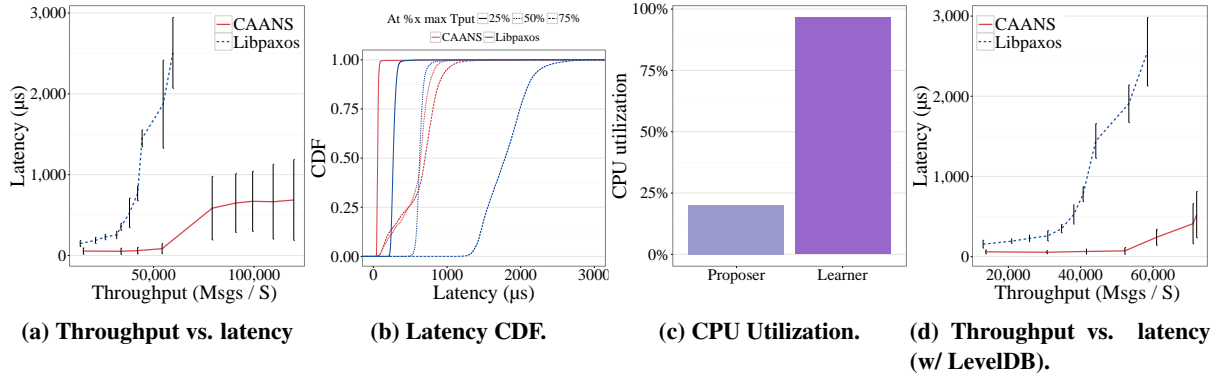 3,000
2,000
1,000
0
Latency (µs)
CAANS
Libpaxos
50,000
100,000
Throughput (Msgs / S)
(a) Throughput vs. latency
At %x max Tput 25% 50% 75%
CAANS Libpaxos
1.00
0.75
0.50
0.25
0.00
CDF
0 1000 2000 3000
Latency (µs)
(b) Latency CDF.
100%
75%
50%
25%
0%
CPU utilization
Proposer Learner
(c) CPU Utilization.
3,000
2,000
1,000
0
Latency (µs)
CAANS
Libpaxos
20,000 40,000 60,000
Throughput (Msgs / S)
(d) Throughput vs. latency
(w/ LevelDB).